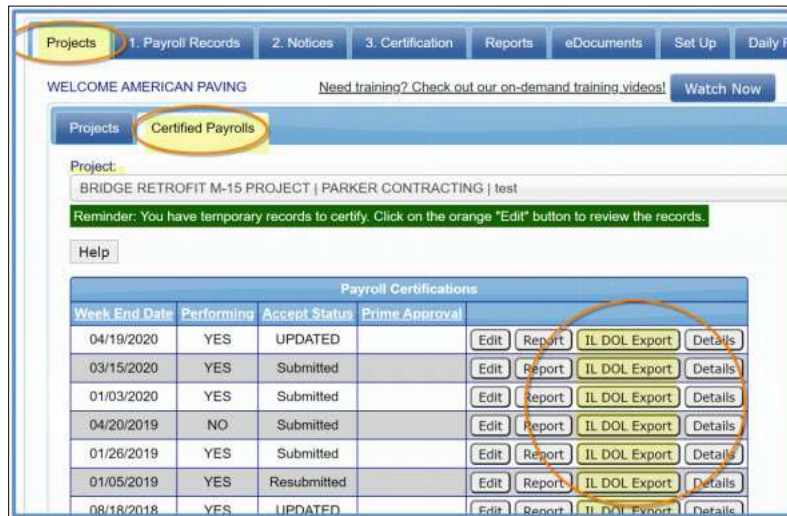 Projects 1. Payroll Records 2. Notices 3. Certification Reports eDocuments Set Up Daily
WELCOME AMERICAN PAVING Need training? Check out our on-demand training videos! Watch Now
Projects Certified Payrolls
Project:
BRIDGE RETROFIT M-15 PROJECT | PARKER CONTRACTING | test
Reminder: You have temporary records to certify. Click on the orange "Edit" button to review the records.
Help
Payroll Certifications
Week End Date Performing Accept Status Prime Approval
04/19/2020 YES UPDATED Edit Report IL DOL Export Details
03/15/2020 YES Submitted Edit Report IL DOL Export Details
01/03/2020 YES Submitted Edit Report IL DOL Export Details
04/20/2019 NO Submitted Edit Report IL DOL Export Details
01/26/2019 YES Submitted Edit Report IL DOL Export Details
01/05/2019 YES Resubmitted Edit Report IL DOL Export Details
08/18/2018 YES UPDATED Edit Report IL DOL Export Details